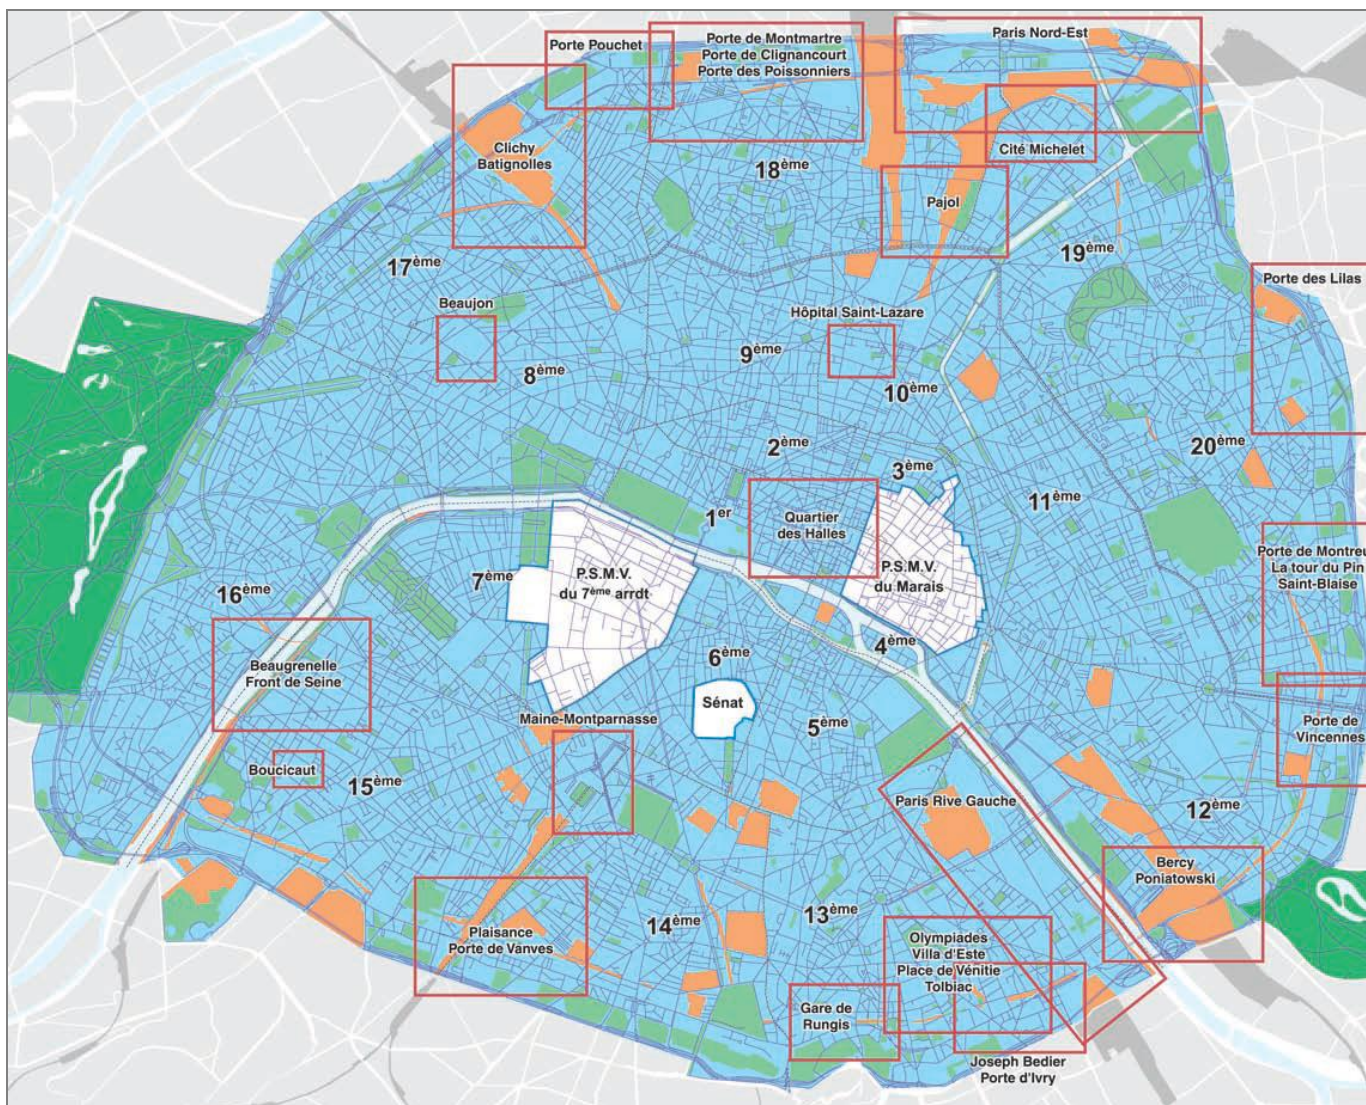 Porte Pouchet
Porte de Montmartre
Porte de Clignancourt
Porte des Poissonniers
Paris Nord-Est
Clichy
Batignolles
Cité Michelet
18ème
Pajol
17ème
19ème
Porte des Lilas
Beaujon
Hôpital Saint-Lazare
9ème
8ème
10ème
2ème
20ème
3ème
11ème
1er
Quartier
des Halles
Porte de Montreu
La tour du Pin
Saint-Blaise
7ème
P.S.M.V.
du 7ème arrdt
P.S.M.V.
du Marais
16ème
4ème
6ème
Beaugrenelle
Front de Seine
Sénat
Maine-Montparnasse
5ème
Porte de
Vincennes
Boucicaut
15ème
Paris Rive Gauche
12ème
Bercy
Poniatowski
14ème
13ème
Plaisance
Porte de Vanves
Olympiades
Villa d'Este
Place de Vénitie
Tolbiac
Gare de
Rungis
Joseph Bedier
Porte d'Ivry